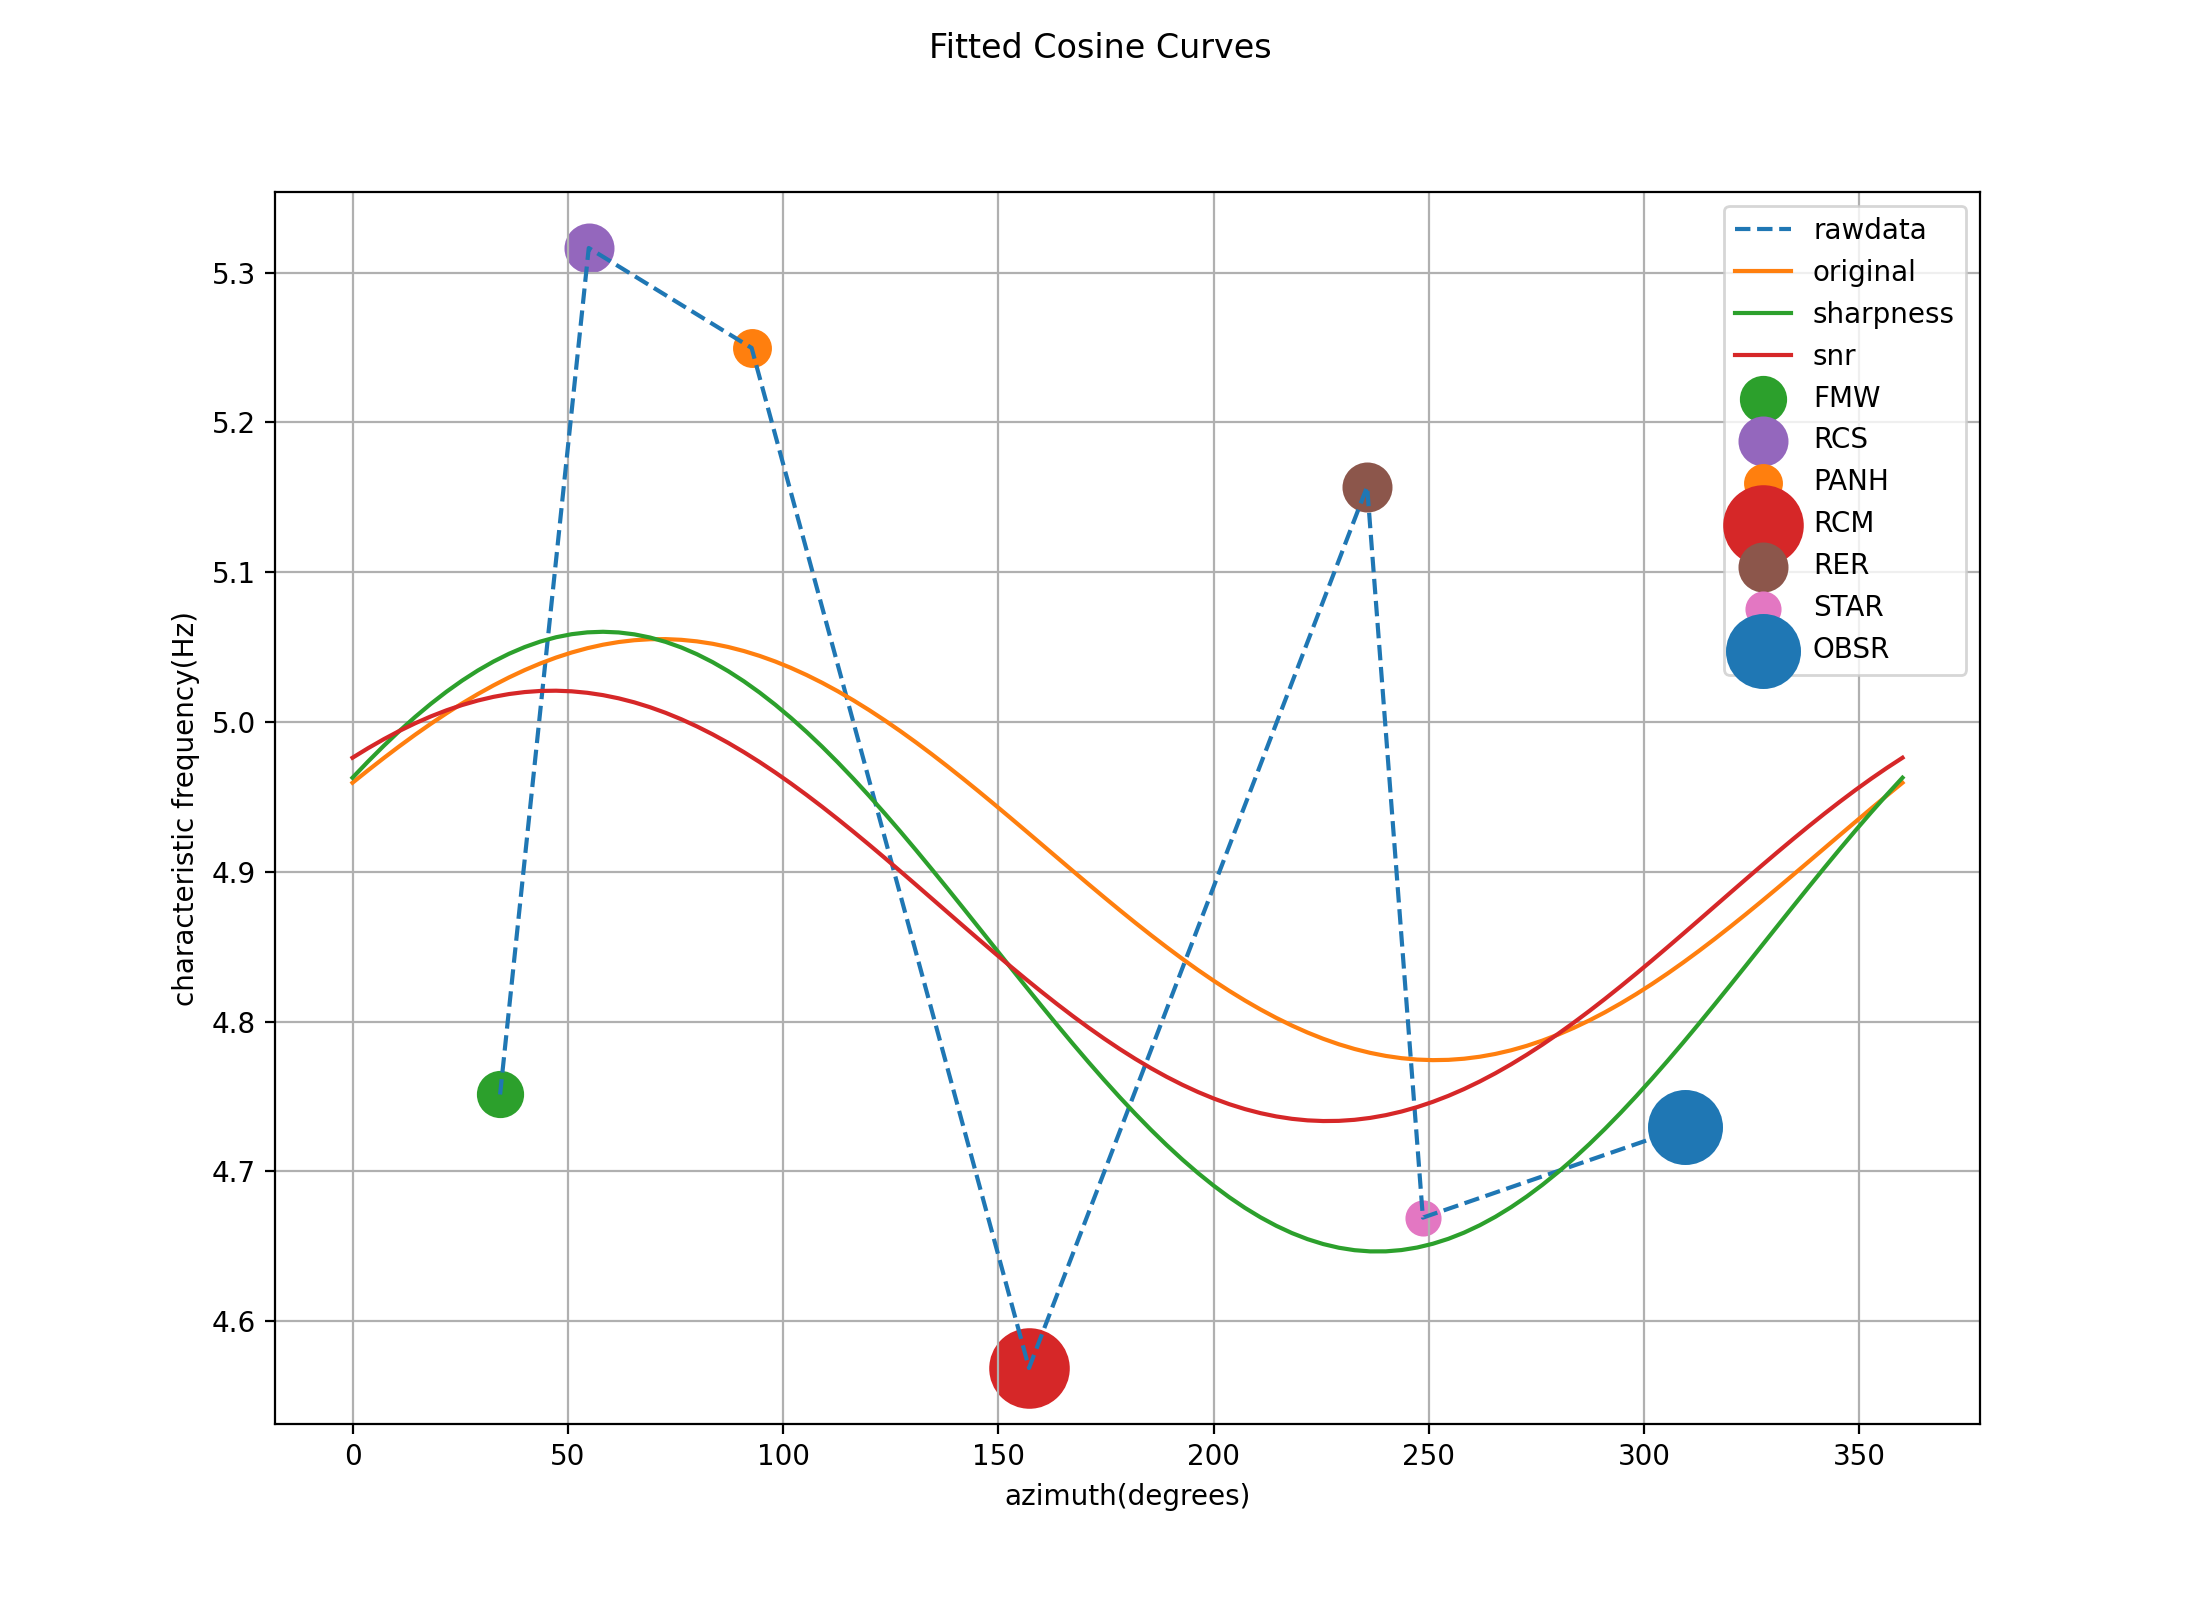 Fitted Cosine Curves
characteristic frequency(Hz)
5.3
5.2
5.1
5.0
4.9
4.8
4.7
4.6
rawdata
original
sharpness
snr
FMW
RCS
PANH
RCM
RER
STAR
OBSR
0 50 100 150 200 250 300 350
azimuth(degrees)